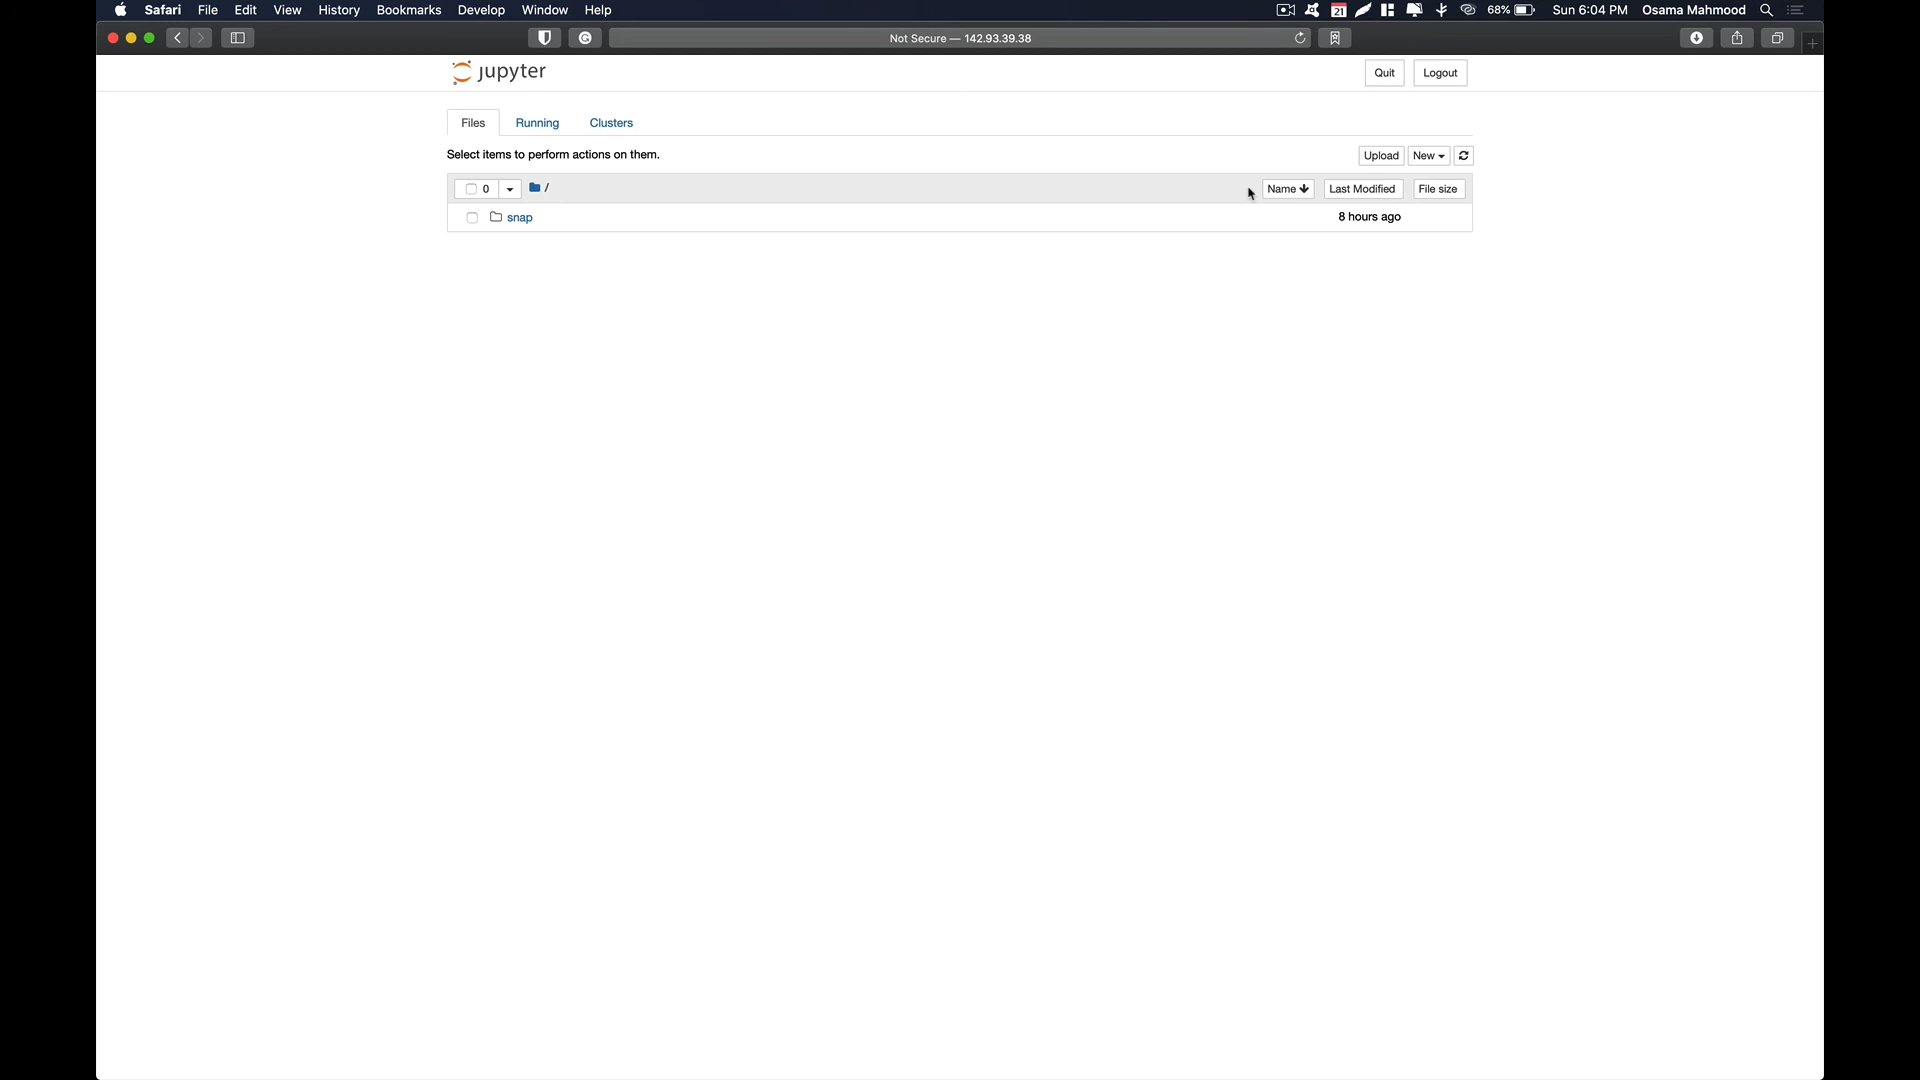 Safari File Edit View History Bookmarks Develop Window Help 21 68% Sun 6:04 PM Osama Mahmood
Not Secure — 142.93.39.38
jupyter Quit Logout
Files Running Clusters
Select items to perform actions on them. Upload New
0 / Name Last Modified File size
snap 8 hours ago